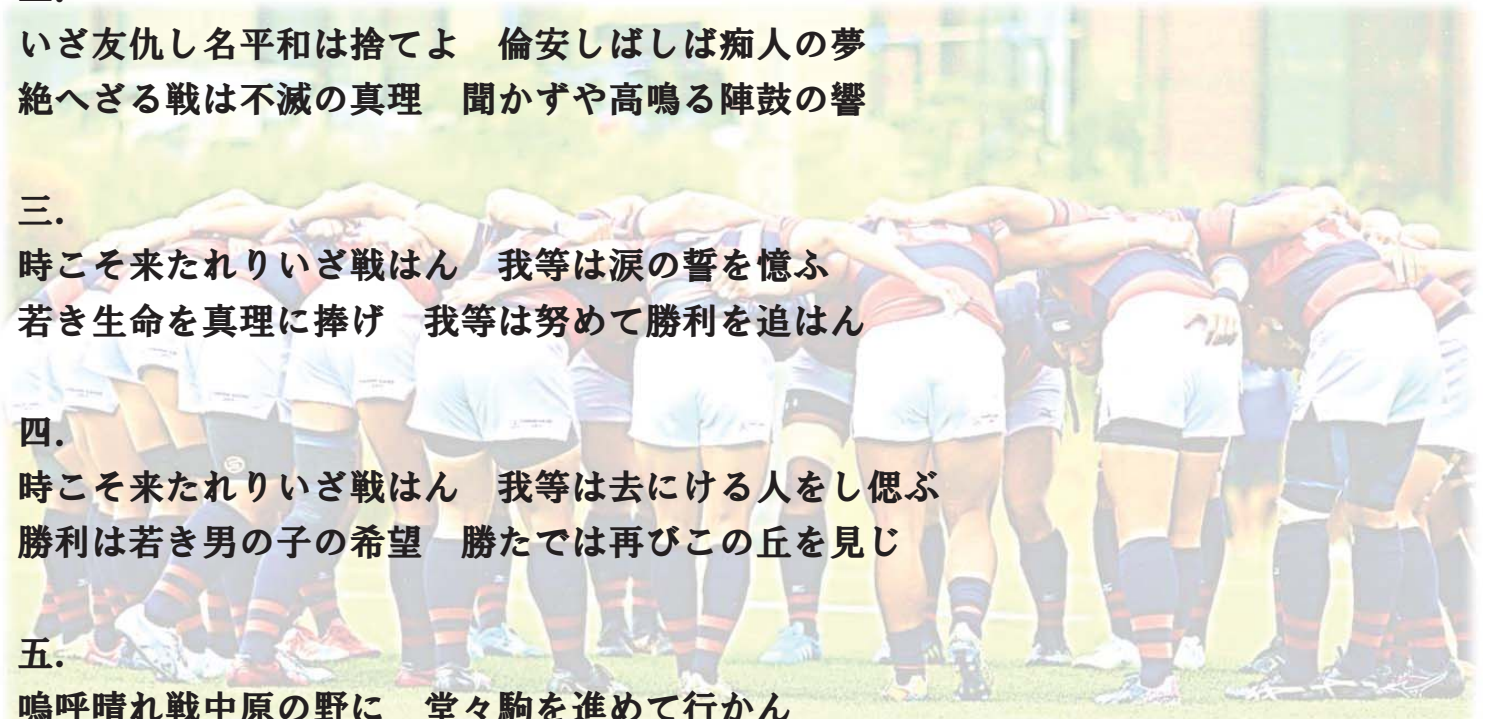 いざ友仇し名平和は捨てよ　倫安しばしば痴人の夢
絶へざる戦は不滅の真理　聞かずや高鳴る陣鼓の響
三.
時こそ来たれりいざ戦はん　我等は涙の誓を憶ふ
若き生命を真理に捧げ　我等は努めて勝利を追はん
四.
時こそ来たれりいざ戦はん　我等は去にける人をし偲ぶ
勝利は若き男の子の希望　勝たでは再びこの丘を見じ
五.
嗚呼晴れ戦中原の野に　堂々駒を進めて行かん